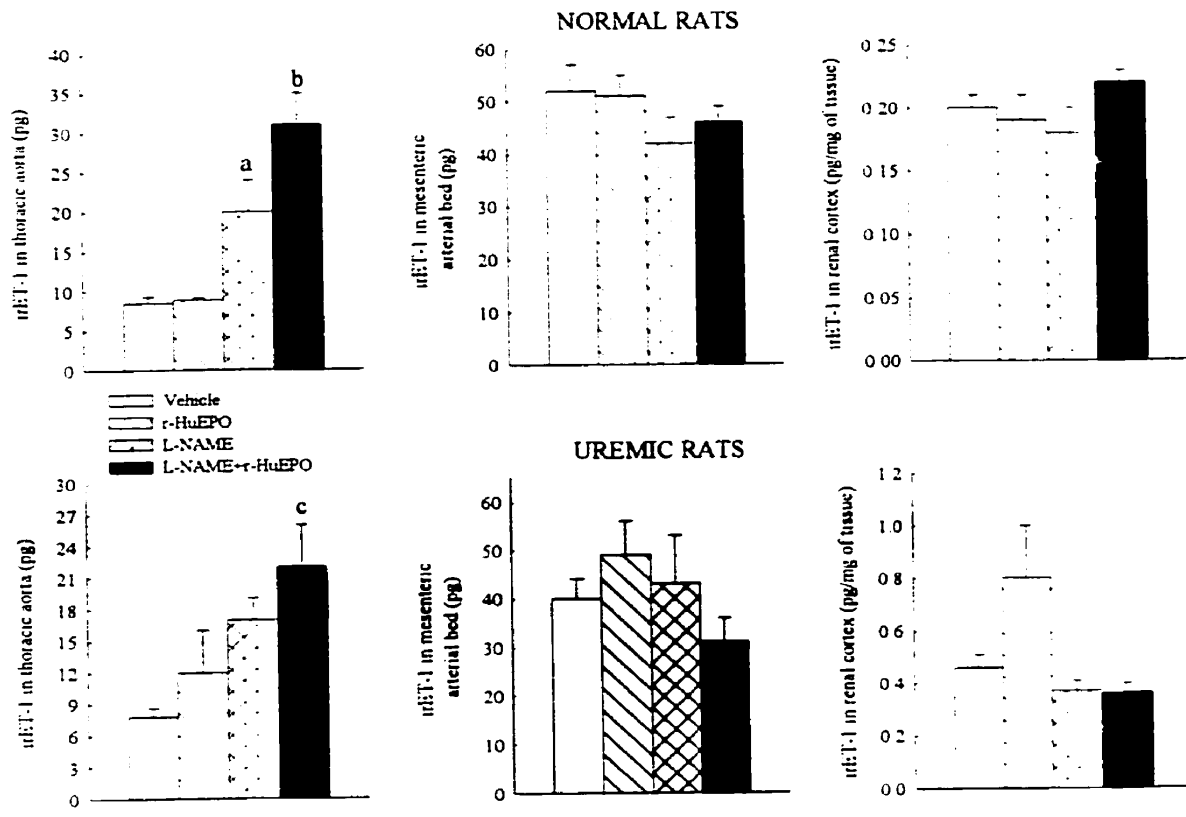 NORMAL RATS
irET-1 in thoracic aorta (pg)
40
35
30
25
20
15
10
5
0
a
b
irET-1 in mesenteric
arterial bed (pg)
60
50
40
30
50
60
0
irET-1 in renal cortex (pg/mg of tissue)
0 25
0.20
0 15
0 10
0.05
0 00
Vehicle
r-HuEPO
L-NAME
L-NAME+r-HuEPO
UREMIC RATS
irET-1 in thoracic aorta (pg)
30
27
24
21
18
15
12
9
6
3
0
c
irET-1 in mesenteric
arterial bed (pg)
60
50
40
30
20
10
0
irET-1 in renal cortex (pg/mg of tissue)
1 2
1.0
0.8
0.6
0.4
0 2
0 0